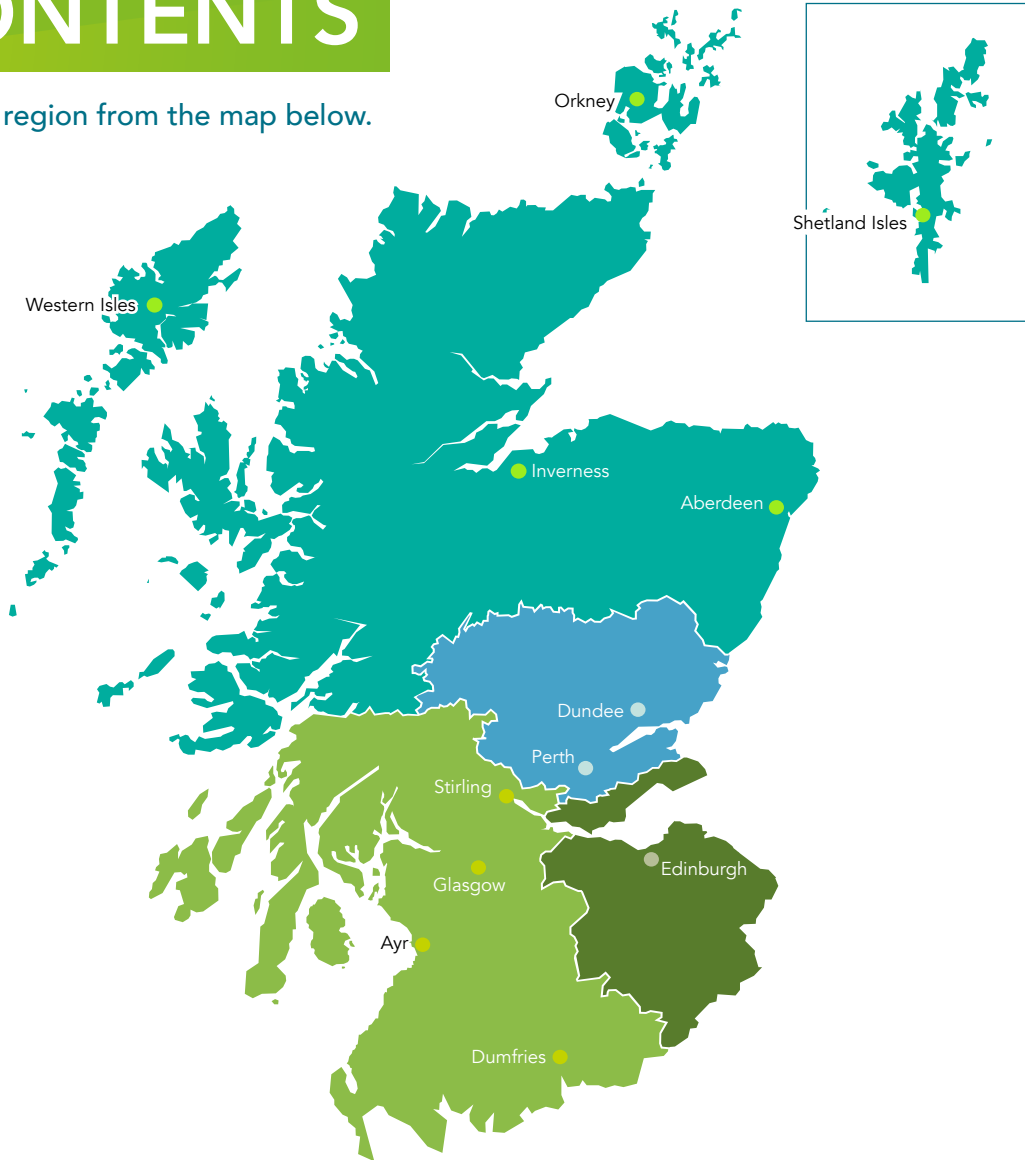 ONTENTS
region from the map below.
Orkney
Shetland Isles
Western Isles
Inverness
Aberdeen
Dundee
Perth
Stirling
Edinburgh
Glasgow
Ayr
Dumfries